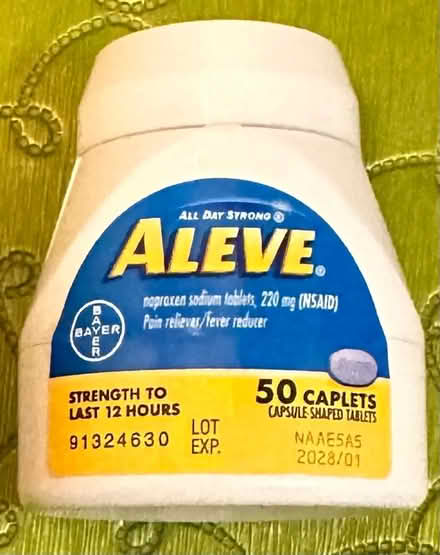 ALL DAY STRONG®
ALEVE®
naproxen sodium tablets, 220 mg (NSAID)
Pain reliever/fever reducer
BAYER
BAYER
STRENGTH TO
LAST 12 HOURS
50 CAPLETS
CAPSULE-SHAPED TABLETS
91324630
LOT
EXP.
NAAE5A5
2028/01